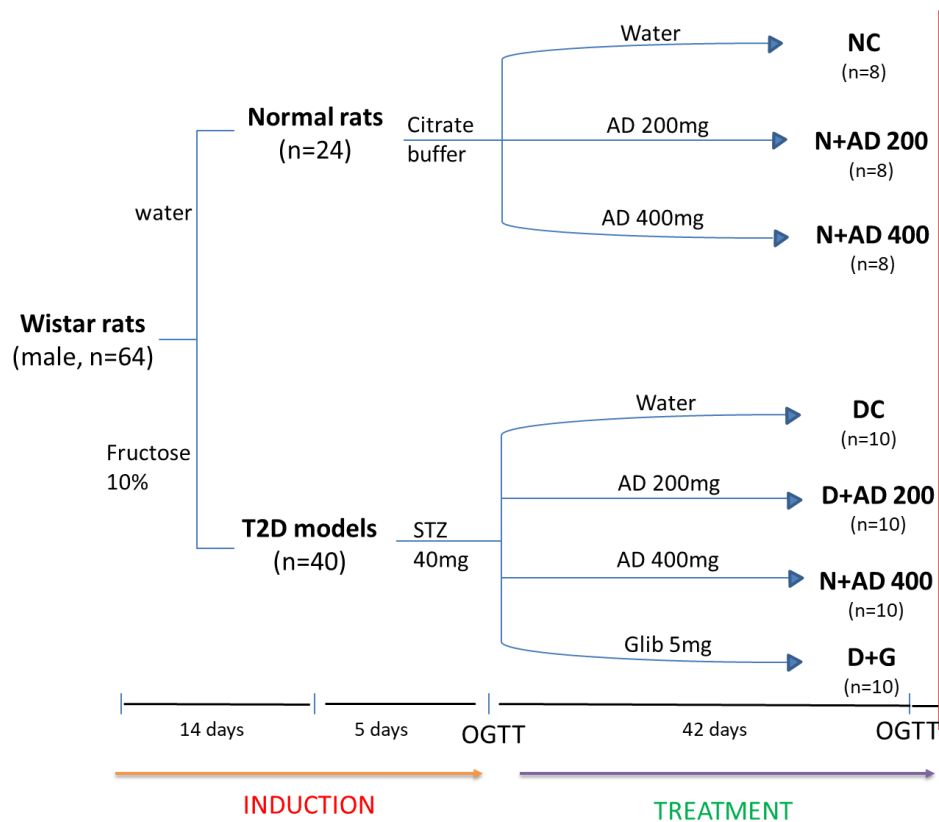 Water
NC
(n=8)
Normal rats
(n=24)
Citrate
buffer
AD 200mg
N+AD 200
(n=8)
water
AD 400mg
N+AD 400
(n=8)
Wistar rats
(male, n=64)
Water
DC
(n=10)
Fructose
10%
AD 200mg
D+AD 200
(n=10)
T2D models
(n=40)
STZ
40mg
AD 400mg
N+AD 400
(n=10)
Glib 5mg
D+G
(n=10)
14 days
5 days
OGTT
42 days
OGTT
INDUCTION
TREATMENT